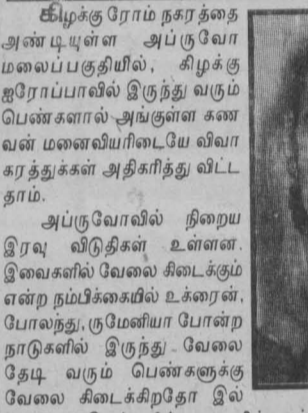 கிழக்கு ரோம் நகரத்தை
அண்டியுள்ள அப்ருவோ
மலைப்பகுதியில், கிழக்கு
ஐரோப்பாவில் இருந்து வரும்
பெண்களால் அங்குள்ள கண
வன் மனைவியரிடையே விவா
கரத்துக்கள் அதிகரித்து விட்ட
தாம்.
அப்ருவோவில் நிறைய
இரவு விடுதிகள் உள்ளன.
இவைகளில் வேலை கிடைக்கும்
என்ற நம்பிக்கையில் உக்ரைன்,
போலந்து, ருமேனியா போன்ற
நாடுகளில் இருந்து வேலை
தேடி வரும் பெண்களுக்கு
வேலை கிடைக்கிறதோ இல்